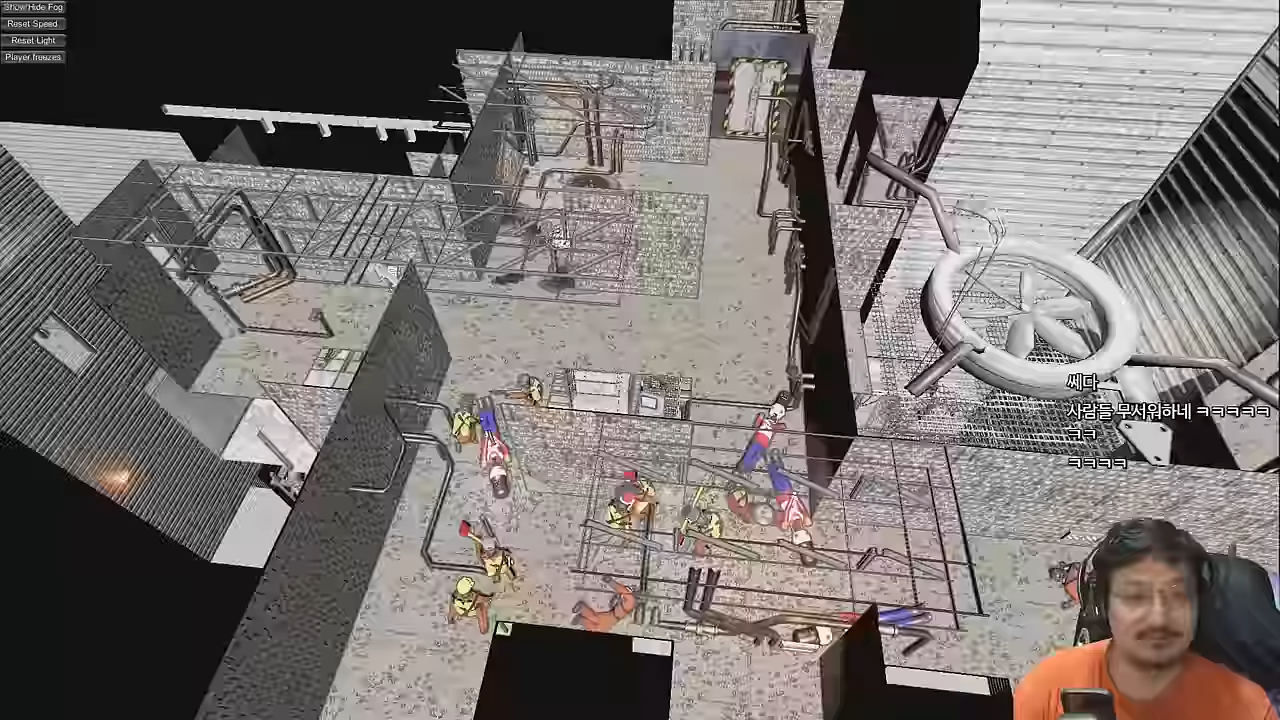 Show/Hide Fog
Reset Speed
Reset Light
Player freezes
쎄다
사람들 무서워하네 ㅋㅋㅋㅋㅋ
ㅋㅋ
ㅋㅋㅋㅋ